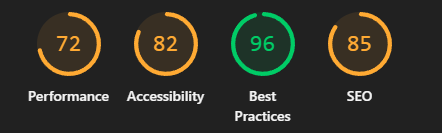 72 82 96 85
Performance Accessibility Best SEO
Practices